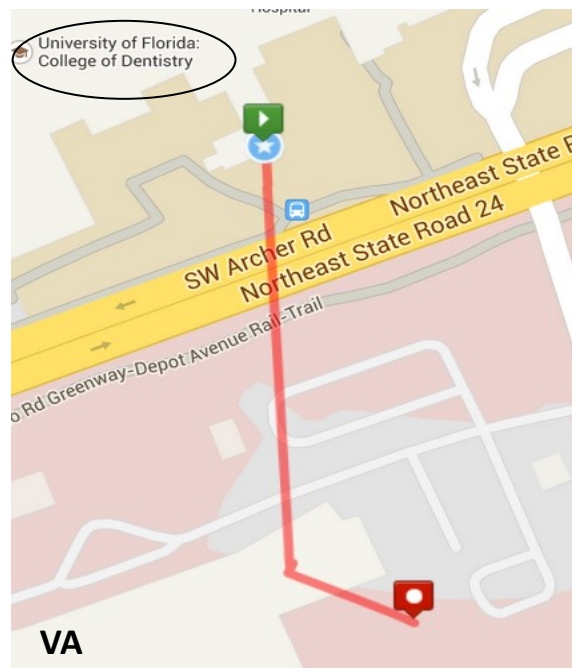 Hospital
University of Florida:
College of Dentistry
Northeast State
SW Archer Rd
Northeast State Road 24
Rd Greenway-Depot Avenue Rail-Trail
VA